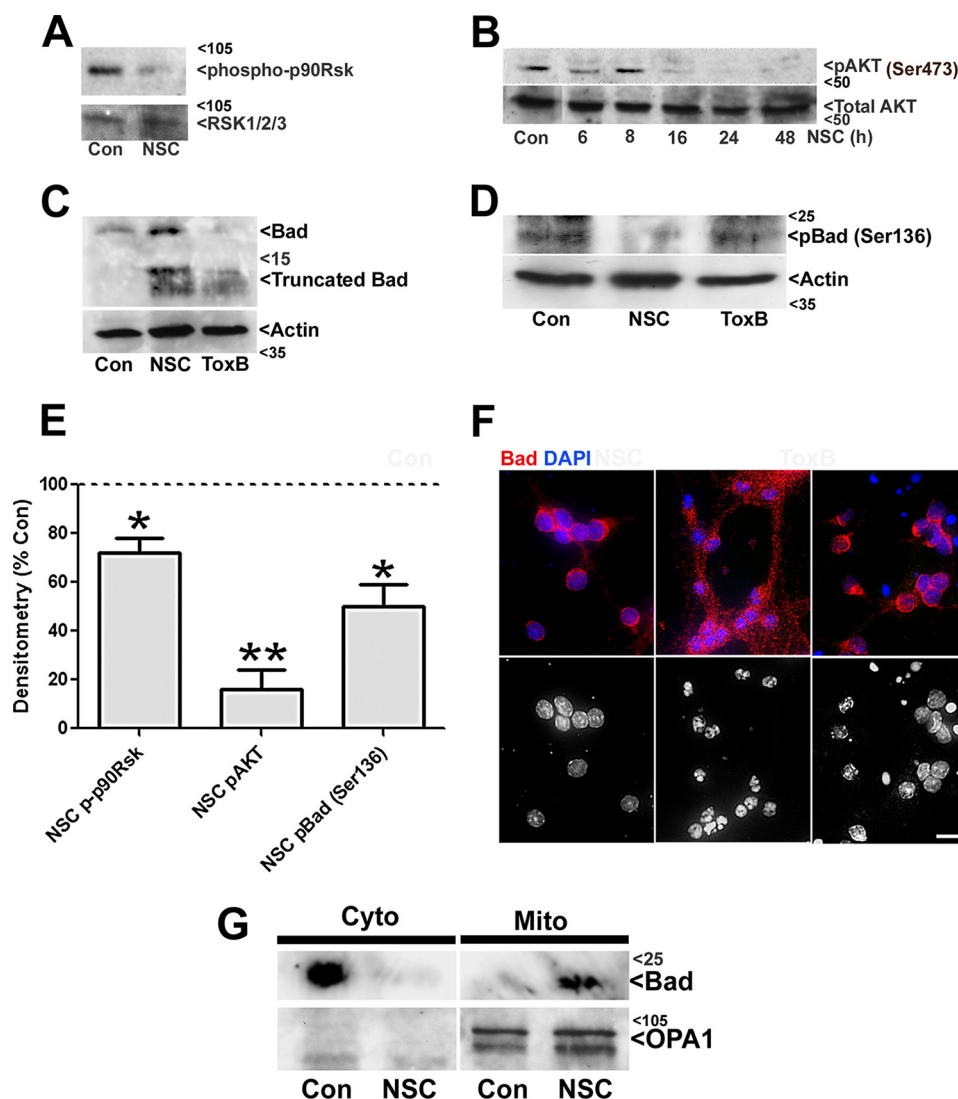 A
<105
<phospho-p90Rsk
<105
<RSK1/2/3
Con NSC
B
<pAKT (Ser473)
<50
<Total AKT
<50
Con 6 8 16 24 48 NSC (h)
C
<Bad
<15
<Truncated Bad
<Actin
<35
Con NSC ToxB
D
<25
<pBad (Ser136)
<Actin
<35
Con NSC ToxB
E
Con
Densitometry (% Con)
100
80
60
40
20
0
*
**
*
NSC p-p90Rsk
NSC pAKT
NSC pBad (Ser136)
F
Bad DAPI NSC ToxB
G
Cyto Mito
<25
<Bad
<105
<OPA1
Con NSC Con NSC